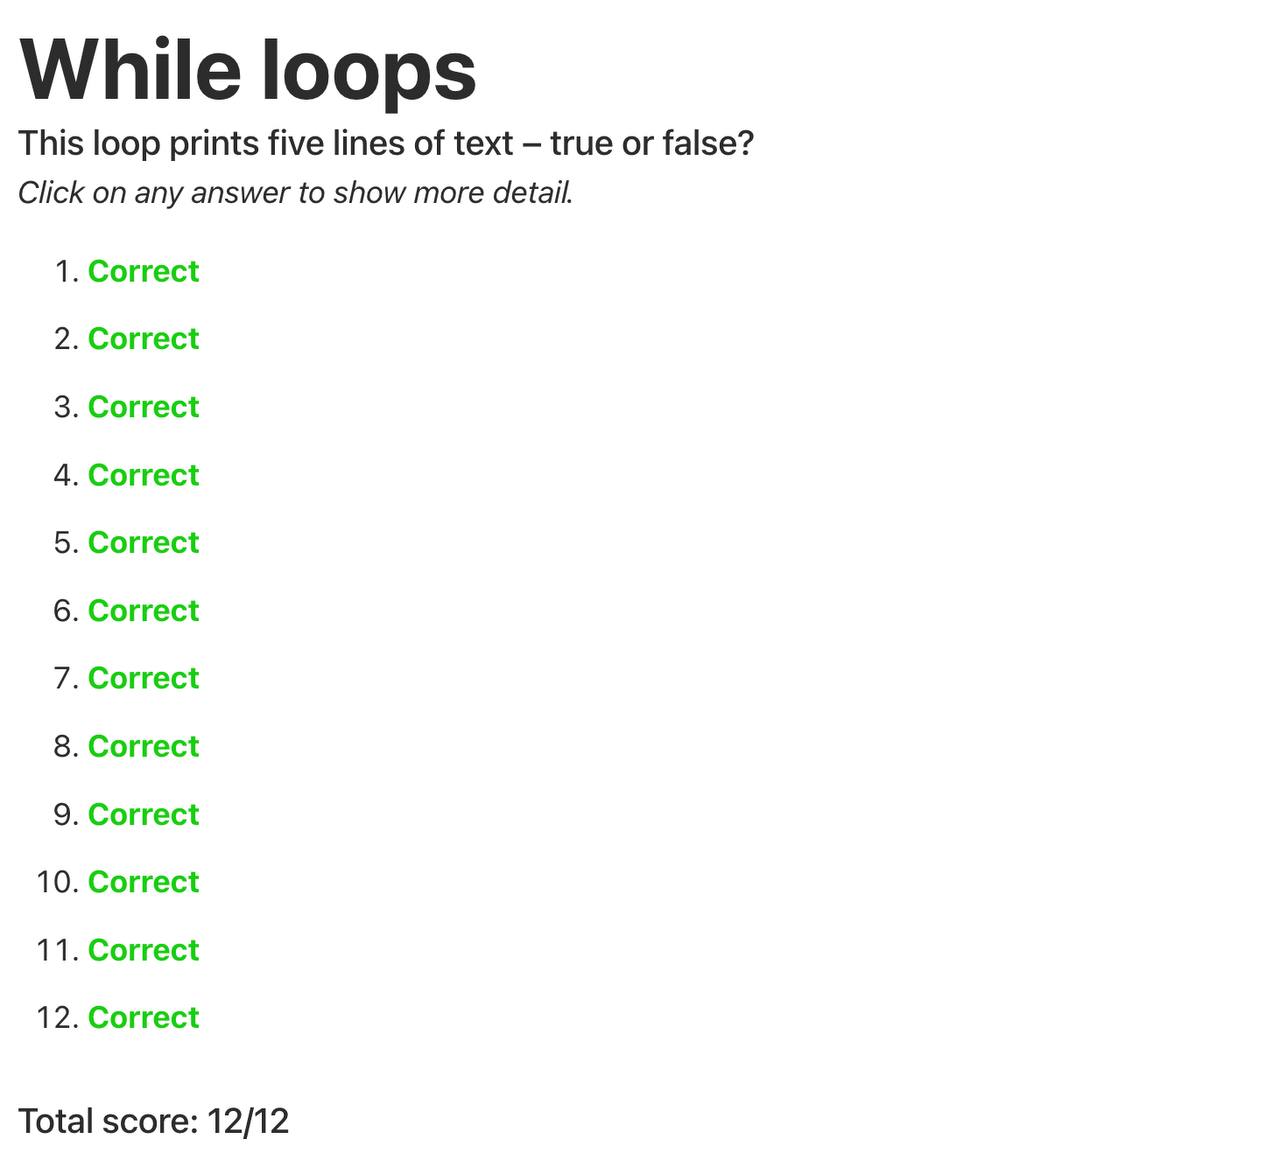 While loops
This loop prints five lines of text – true or false?
Click on any answer to show more detail.
1. Correct
2. Correct
3. Correct
4. Correct
5. Correct
6. Correct
7. Correct
8. Correct
9. Correct
10. Correct
11. Correct
12. Correct
Total score: 12/12